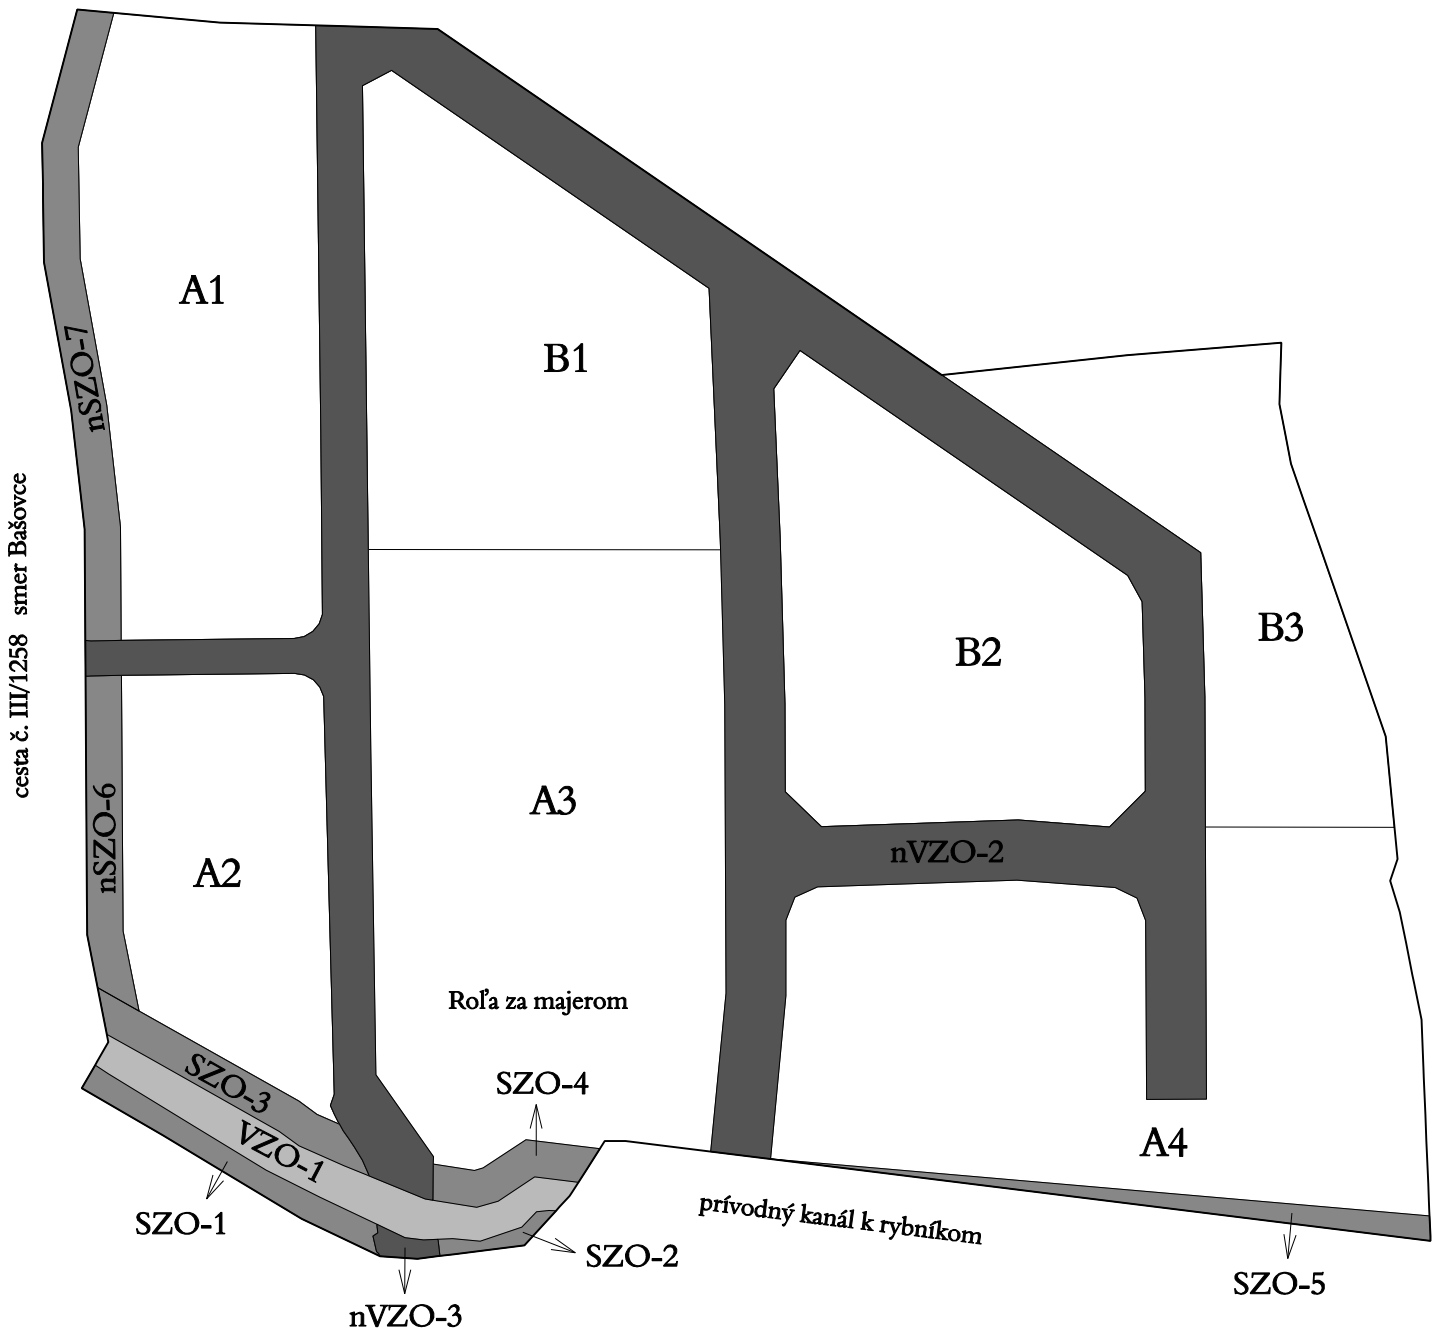 A1
nSZO-7
B1
cesta č. III/1258   smer Bašovce
B3
B2
A3
nSZO-6
A2
nVZO-2
Roľa za majerom
SZO-3
SZO-4
VZO-1
A4
SZO-1
prívodný kanál k rybníkom
SZO-2
SZO-5
nVZO-3